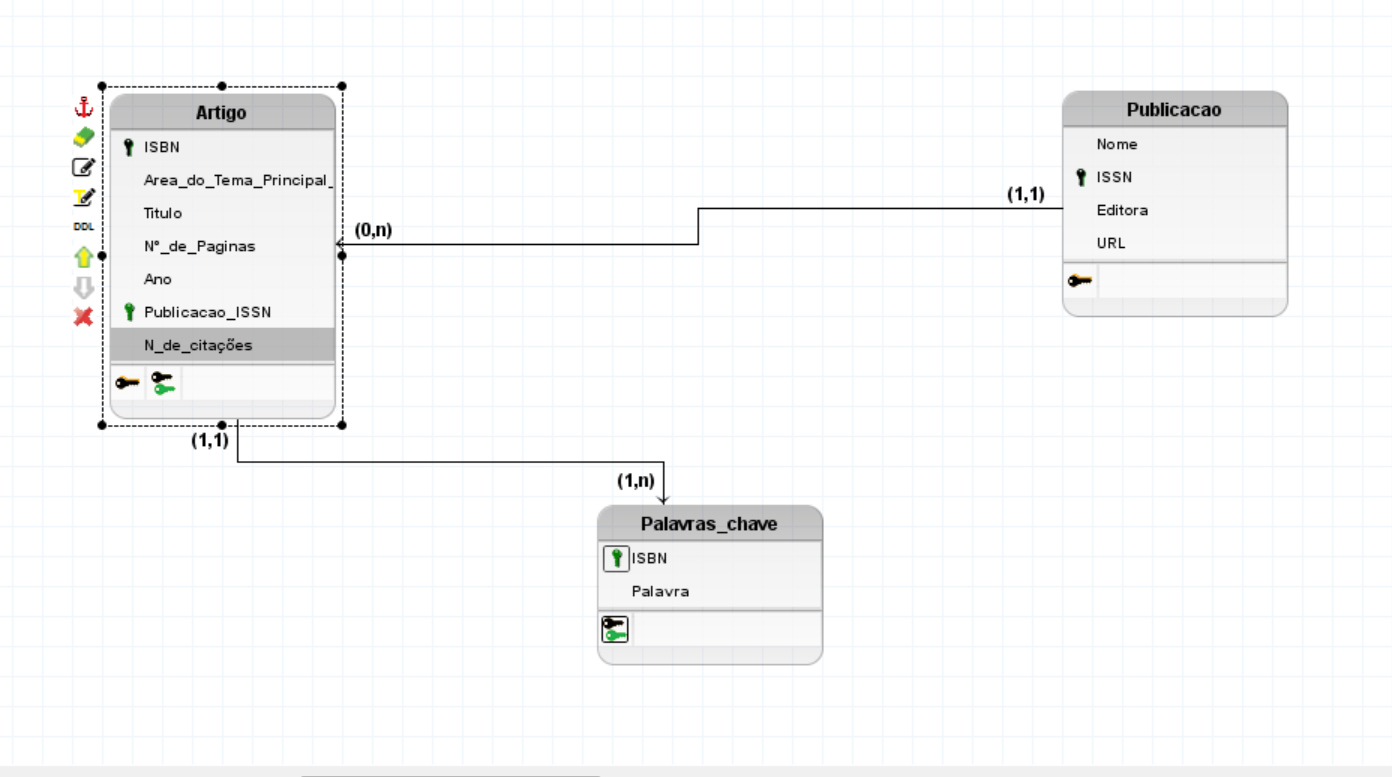 Artigo
ISBN
Area_do_Tema_Principal_
Titulo
N°_de_Paginas
Ano
Publicacao_ISSN
N_de_citações
DDL
(0,n)
(1,1)
Publicacao
Nome
ISSN
Editora
URL
(1,1)
(1,n)
Palavras_chave
ISBN
Palavra